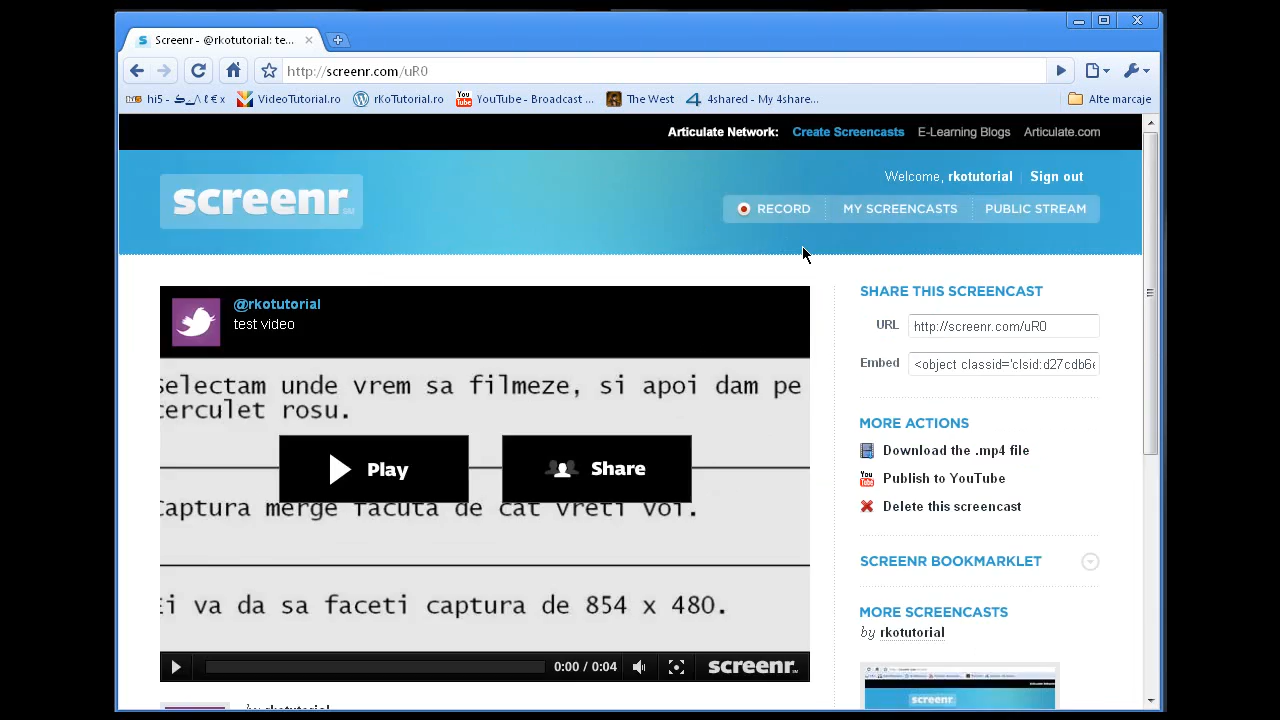 Screenr - @rkotutorial: te...
http://screenr.com/uR0
VideoTutorial.ro
rKoTutorial.ro
YouTube - Broadcast ...
The West
4shared - My 4share...
Alte marcaje
Articulate Network: Create Screencasts E-Learning Blogs Articulate.com
Welcome, rkotutorial Sign out
screenr
RECORD MY SCREENCASTS PUBLIC STREAM
@rkotutorial
test video
selectam unde vrem sa filmeze, si apoi dam pe
cerculet rosu.
Play
Share
captura merge facuta de cat vreti voi.
Ei va da sa faceti captura de 854 x 480.
0:00 / 0:04
screenr
SHARE THIS SCREENCAST
URL http://screenr.com/uR0
Embed <object classid='clsid:d27cdb6e
MORE ACTIONS
Download the .mp4 file
Publish to YouTube
Delete this screencast
SCREENR BOOKMARKLET
MORE SCREENCASTS
by rkotutorial
screenr
by rkotutorial